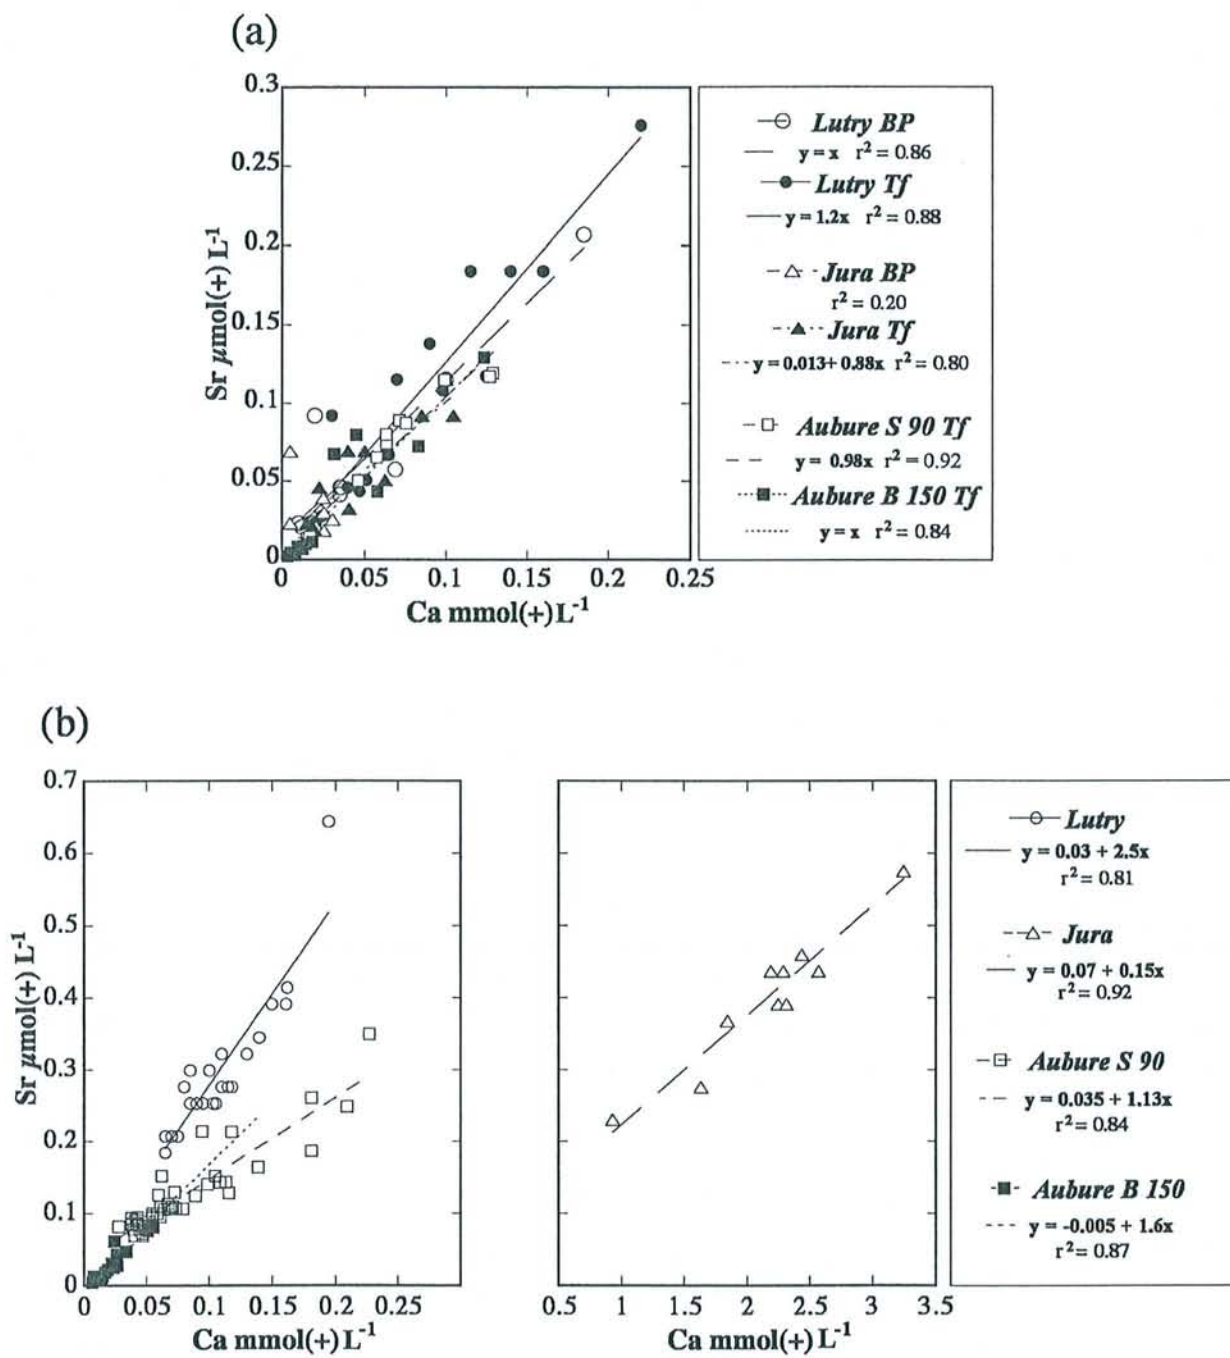 (a)
0.3
0.25
0.2
0.15
0.1
0.05
0
Sr µmol(+) L⁻¹
0 0.05 0.1 0.15 0.2 0.25
Ca mmol(+) L⁻¹
Lutry BP
y = x r² = 0.86
Lutry Tf
y = 1.2x r² = 0.88
Jura BP
r² = 0.20
Jura Tf
y = 0.013+ 0.88x r² = 0.80
Aubure S 90 Tf
y = 0.98x r² = 0.92
Aubure B 150 Tf
y = x r² = 0.84
(b)
0.7
0.6
0.5
0.4
0.3
0.2
0.1
0
Sr µmol(+) L⁻¹
0 0.05 0.1 0.15 0.2 0.25
Ca mmol(+) L⁻¹
0.5 1 1.5 2 2.5 3 3.5
Ca mmol(+) L⁻¹
Lutry
y = 0.03 + 2.5x
r² = 0.81
Jura
y = 0.07 + 0.15x
r² = 0.92
Aubure S 90
y = 0.035 + 1.13x
r² = 0.84
Aubure B 150
y = -0.005 + 1.6x
r² = 0.87